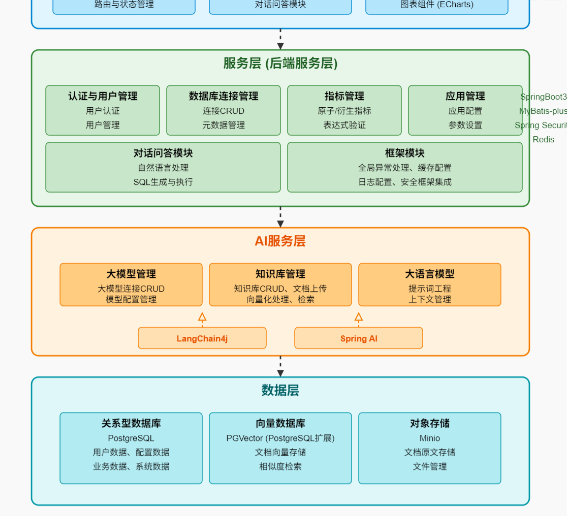 路由与状态管理
对话问答模块
图表组件 (ECharts)
服务层 (后端服务层)
认证与用户管理
用户认证
用户管理
数据库连接管理
连接CRUD
元数据管理
指标管理
原子/衍生指标
表达式验证
应用管理
应用配置
参数设置
SpringBoot3
MyBatis-plus
Spring Securit
Redis
对话问答模块
自然语言处理
SQL生成与执行
框架模块
全局异常处理、缓存配置
日志配置、安全框架集成
AI服务层
大模型管理
大模型连接CRUD
模型配置管理
知识库管理
知识库CRUD、文档上传
向量化处理、检索
大语言模型
提示词工程
上下文管理
LangChain4j
Spring AI
数据层
关系型数据库
PostgreSQL
用户数据、配置数据
业务数据、系统数据
向量数据库
PGVector (PostgreSQL扩展)
文档向量存储
相似度检索
对象存储
Minio
文档原文存储
文件管理